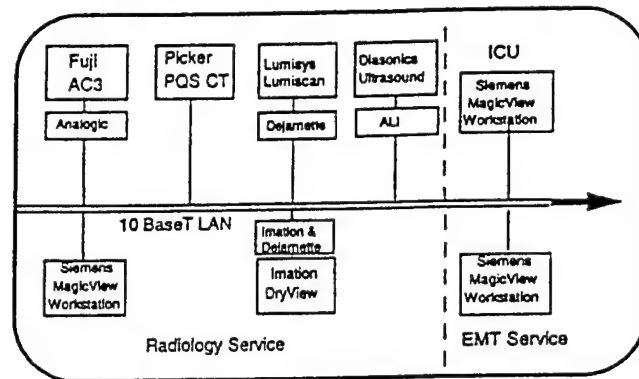 Fuji
AC3
Analogic
Picker
PQS CT
Lumisys
Lumiscan
Dejarnette
Diasonics
Ultrasound
ALI
ICU
Siemens
MagicView
Workstation
10 BaseT LAN
Siemens
MagicView
Workstation
Imation &
Dejarnette
Imation
DryView
Siemens
MagicView
Workstation
Radiology Service
EMT Service